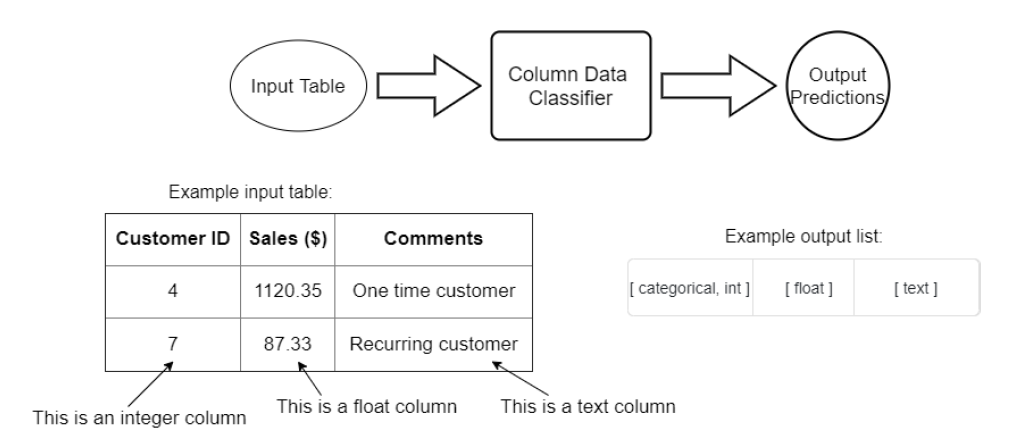 Input Table
Column Data
Classifier
Output
Predictions
Example input table:
Customer ID Sales ($) Comments
4 1120.35 One time customer
7 87.33 Recurring customer
This is an integer column
This is a float column
This is a text column
Example output list:
[ categorical, int ] [ float ] [ text ]